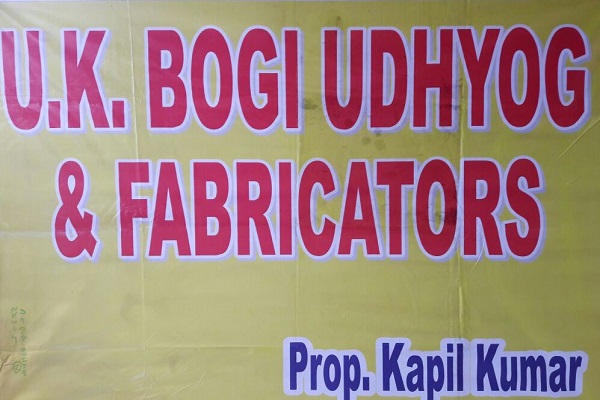 U.K. BOGI UDHYOG
& FABRICATORS
Prop. Kapil Kumar